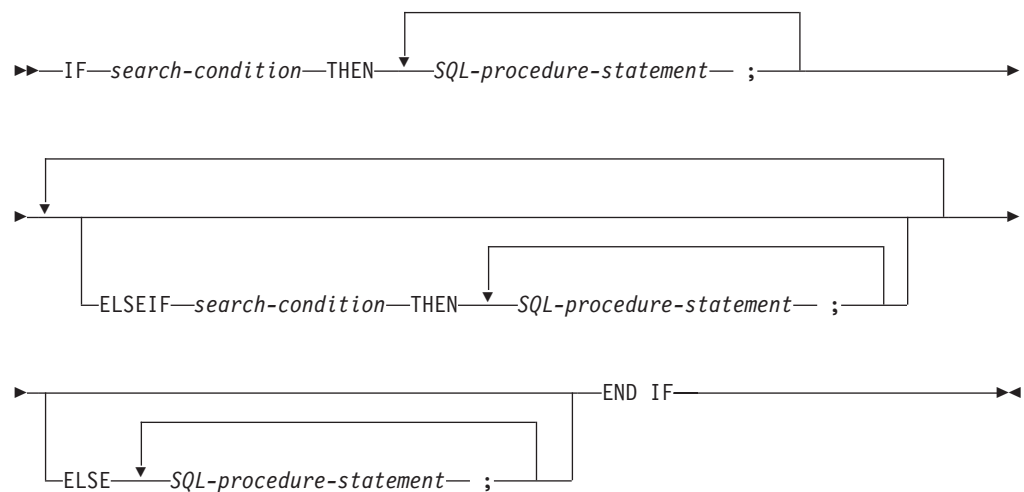 IF search-condition THEN SQL-procedure-statement ;
ELSEIF search-condition THEN SQL-procedure-statement ;
END IF
ELSE SQL-procedure-statement ;